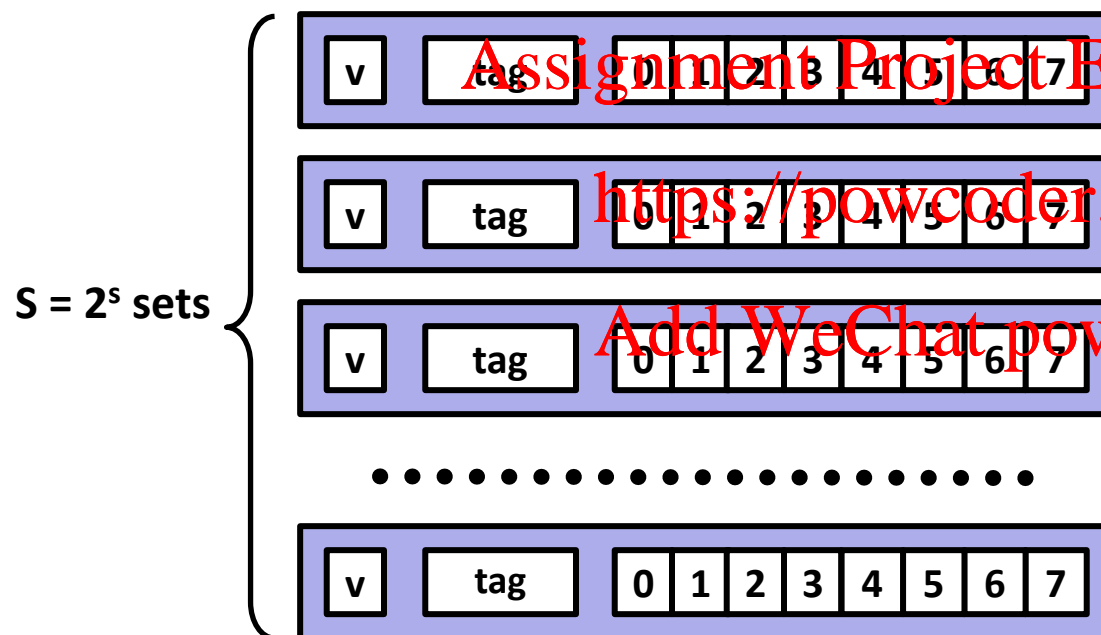 v tag 0 1 2 3 4 5 6 7
Assignment Project E
v tag 0 1 2 3 4 5 6 7
https://powcoder.
S = 2ˢ sets
v tag 0 1 2 3 4 5 6 7
Add WeChat pow
v tag 0 1 2 3 4 5 6 7